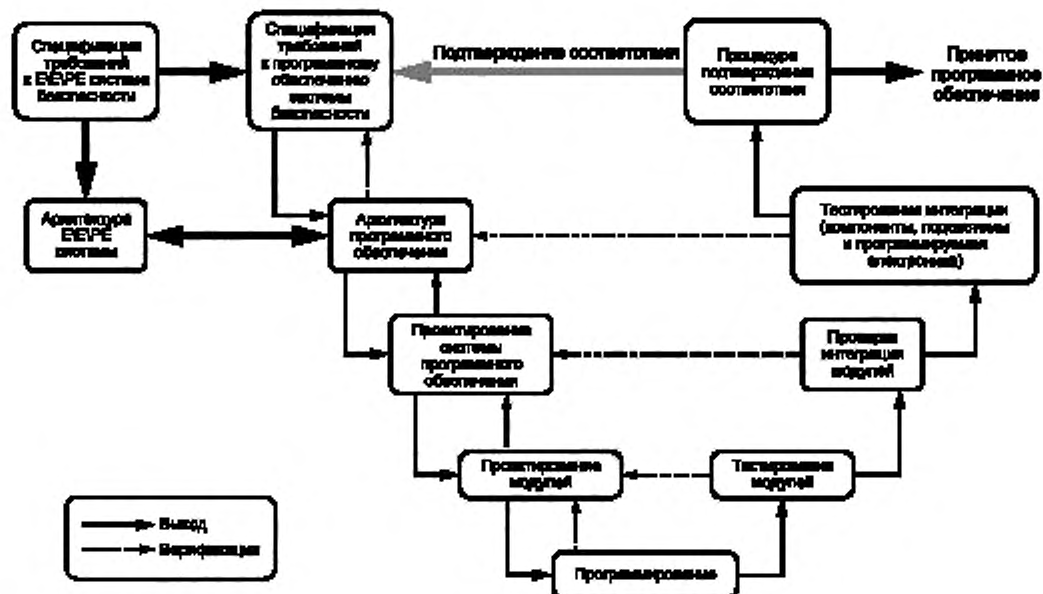 Спецификация
требований
к E\E\PE системе
безопасности
Спецификация
требований
к программному
обеспечению
системы
безопасности
Подтверждение соответствия
Процедура
подтверждения
соответствия
Принятое
программное
обеспечение
Архитектура
E\E\PE
системы
Архитектура
программного
обеспечения
Тестирование интеграции
(компоненты, подсистемы
и программируемая
электроника)
Проектирование
системы
программного
обеспечения
Проверка
интеграции
модулей
Проектирование
модулей
Тестирование
модулей
Программирование
Выход
Верификация